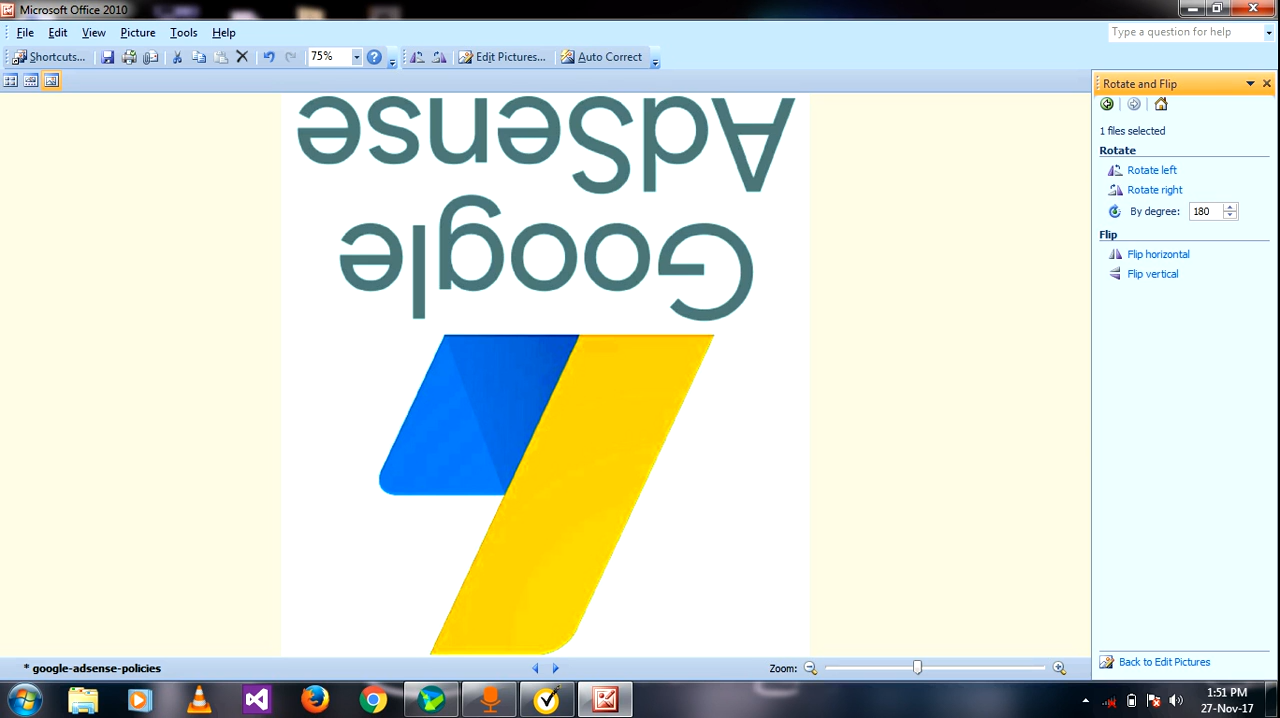 Microsoft Office 2010
File Edit View Picture Tools Help
Type a question for help
Shortcuts... 75% Edit Pictures... Auto Correct
Rotate and Flip
1 files selected
Rotate
Rotate left
Rotate right
By degree: 180
Flip
Flip horizontal
Flip vertical
Google
AdSense
Back to Edit Pictures
* google-adsense-policies
Zoom:
1:51 PM
27-Nov-17